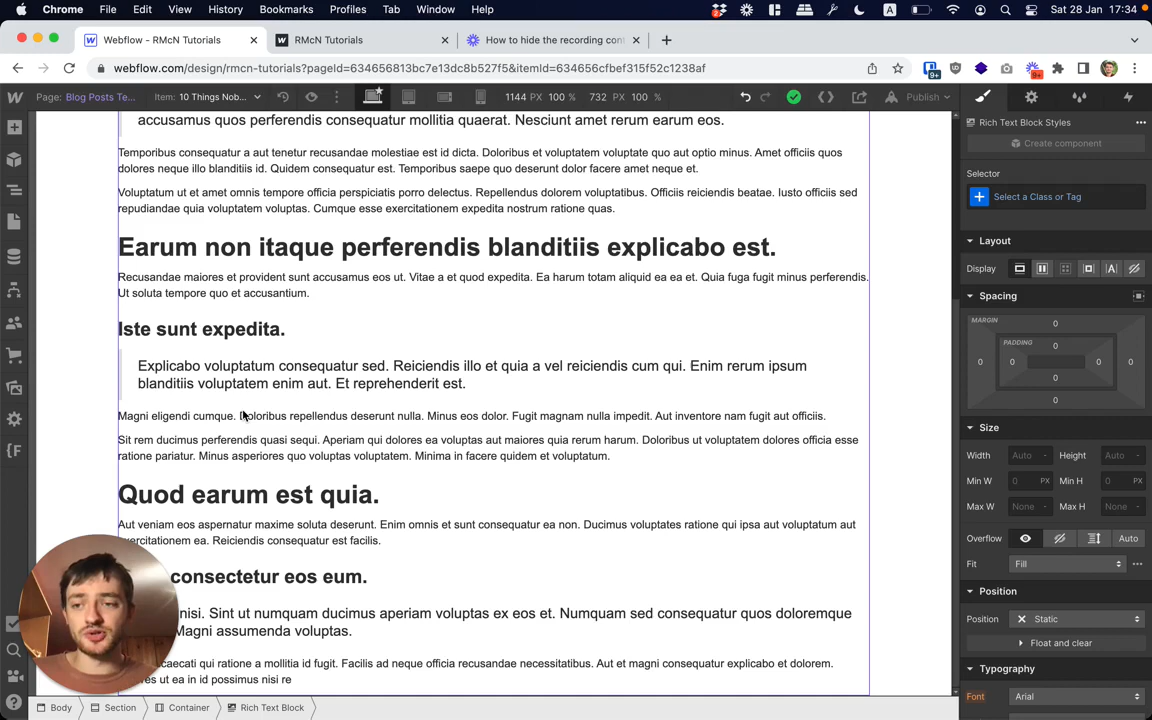 Chrome File Edit View History Bookmarks Profiles Tab Window Help A Sat 28 Jan 17:34
Webflow - RMcN Tutorials RMcN Tutorials How to hide the recording cont
webflow.com/design/rmcn-tutorials?pageId=634656813bc7e13dc8b527f5&itemId=634656cfbef315f52c1238af 9+ 9+
Page: Blog Posts Te... Item: 10 Things Nob... 1144 PX 100 % 732 PX 100 % Publish
accusamus quos perferendis consequatur mollitia quaerat. Nesciunt amet rerum earum eos.
Temporibus consequatur a aut tenetur recusandae molestiae est id dicta. Doloribus et voluptatem voluptate quo aut optio minus. Amet officiis quos
dolores neque illo blanditiis id. Quidem consequatur est. Temporibus saepe quo deserunt dolor facere amet neque et.
Voluptatum ut et amet omnis tempore officia perspiciatis porro delectus. Repellendus dolorem voluptatibus. Officiis reiciendis beatae. Iusto officiis sed
repudiandae quia voluptatem voluptas. Cumque esse exercitationem expedita nostrum ratione quas.
Earum non itaque perferendis blanditiis explicabo est.
Recusandae maiores et provident sunt accusamus eos ut. Vitae a et quod expedita. Ea harum totam aliquid ea ea et. Quia fuga fugit minus perferendis.
Ut soluta tempore quo et accusantium.
Iste sunt expedita.
Explicabo voluptatum consequatur sed. Reiciendis illo et quia a vel reiciendis cum qui. Enim rerum ipsum
blanditiis voluptatem enim aut. Et reprehenderit est.
Magni eligendi cumque. Doloribus repellendus deserunt nulla. Minus eos dolor. Fugit magnam nulla impedit. Aut inventore nam fugit aut officiis.
Sit rem ducimus perferendis quasi sequi. Aperiam qui dolores ea voluptas aut maiores quia rerum harum. Doloribus ut voluptatem dolores officia esse
ratione pariatur. Minus asperiores quo voluptas voluptatem. Minima in facere quidem et voluptatum.
Quod earum est quia.
Aut veniam eos aspernatur maxime soluta deserunt. Enim omnis et sunt consequatur ea non. Ducimus voluptates ratione qui ipsa aut voluptatum aut
exercitationem ea. Reiciendis consequatur est facilis.
consectetur eos eum.
nisi. Sint ut numquam ducimus aperiam voluptas ex eos et. Numquam sed consequatur quos doloremque
Magni assumenda voluptas.
caecati qui ratione a mollitia id fugit. Facilis ad neque officia recusandae necessitatibus. Aut et magni consequatur explicabo et dolorem.
res ut ea in id possimus nisi re
Body Section Container Rich Text Block
Rich Text Block Styles
Create component
Selector
Select a Class or Tag
Layout
Display
Spacing
MARGIN 0
PADDING 0
0 0 0 0
0
0
Size
Width Auto - Height Auto -
Min W 0 PX Min H 0 PX
Max W None - Max H None -
Overflow Auto
Fit Fill
Position
Position Static
Float and clear
Typography
Font Arial